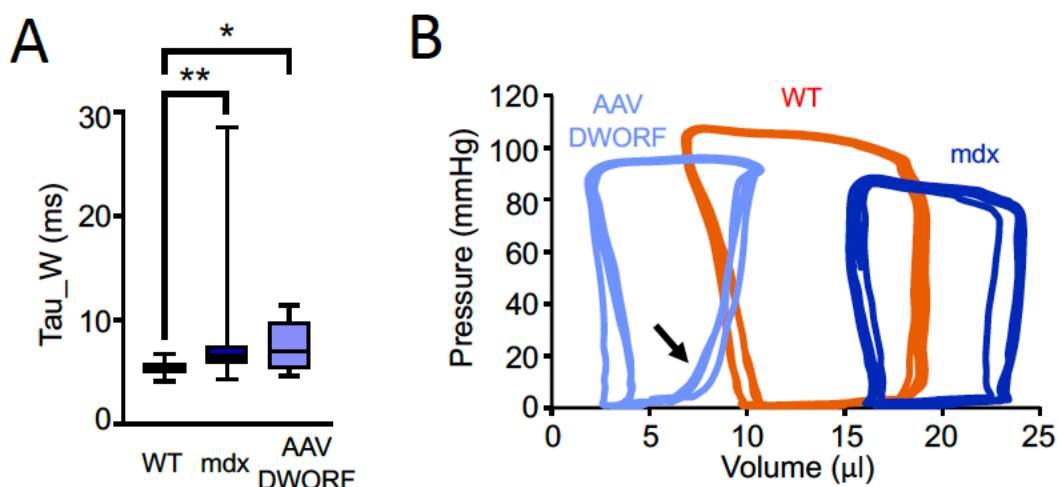 A
*
**
30
20
10
0
Tau_W (ms)
WT
mdx
AAV
DWORF
B
120
100
80
60
40
20
0
Pressure (mmHg)
AAV
DWORF
WT
mdx
0
5
10
15
20
25
Volume (µl)